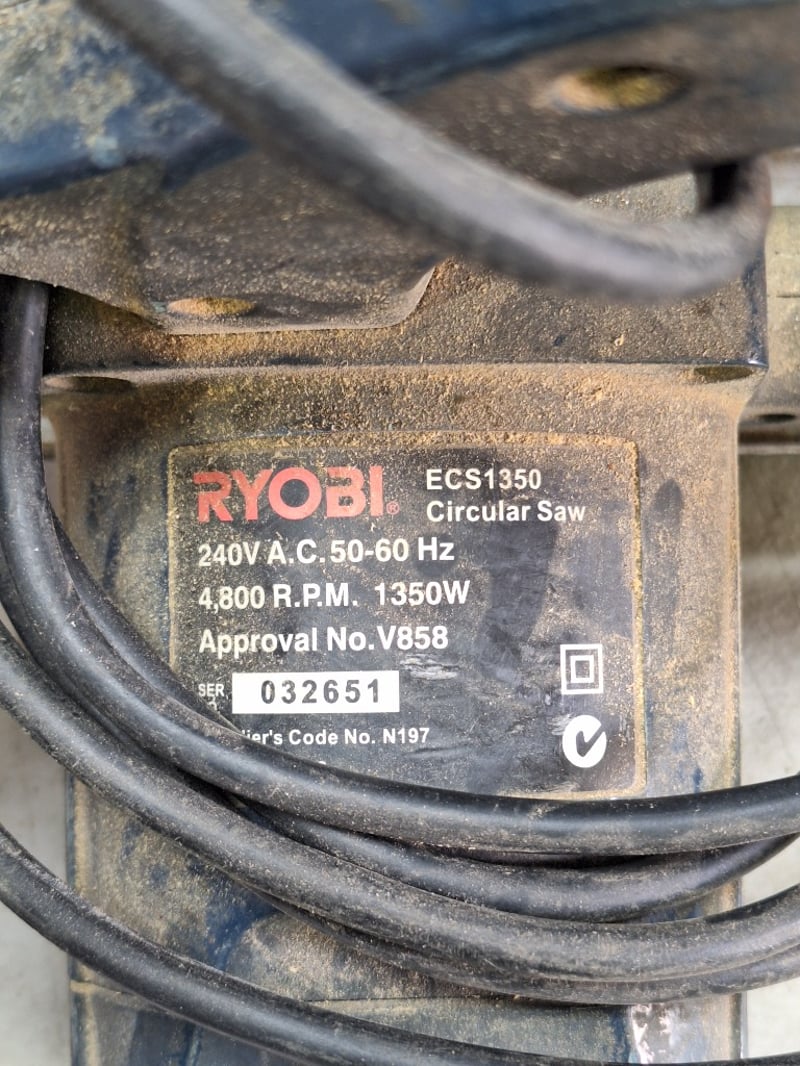 RYOBI®
ECS1350
Circular Saw
240V A.C. 50-60 Hz
4,800 R.P.M. 1350W
Approval No. V858
SER.
032651
Code No. N197